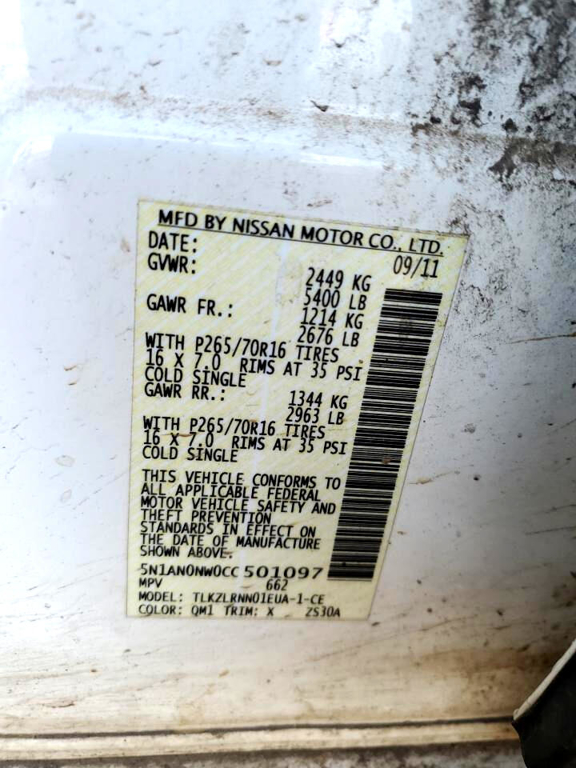 MFD BY NISSAN MOTOR CO., LTD.
DATE: 09/11
GVWR: 2449 KG
5400 LB
GAWR FR.: 1214 KG
2676 LB
WITH P265/70R16 TIRES
16 X 7.0 RIMS AT 35 PSI
COLD SINGLE
GAWR RR.: 1344 KG
2963 LB
WITH P265/70R16 TIRES
16 X 7.0 RIMS AT 35 PSI
COLD SINGLE
THIS VEHICLE CONFORMS TO
ALL APPLICABLE FEDERAL
MOTOR VEHICLE SAFETY AND
THEFT PREVENTION
STANDARDS IN EFFECT ON
THE DATE OF MANUFACTURE
SHOWN ABOVE.
5N1AN0NW0CC501097
MPV 662
MODEL: TLKZLRNN01EUA-1-CE
COLOR: QM1 TRIM: X ZS30A